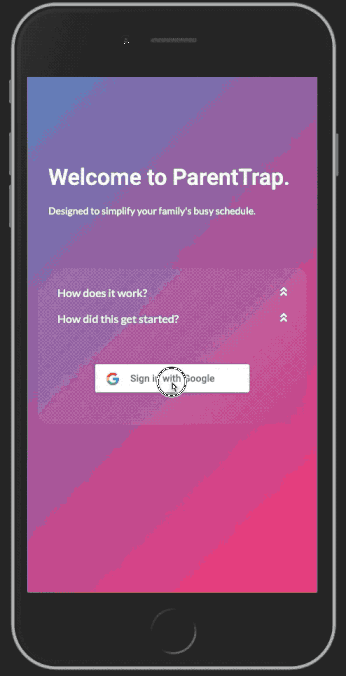 Welcome to ParentTrap.
Designed to simplify your family's busy schedule.
How does it work?
How did this get started?
Sign in with Google